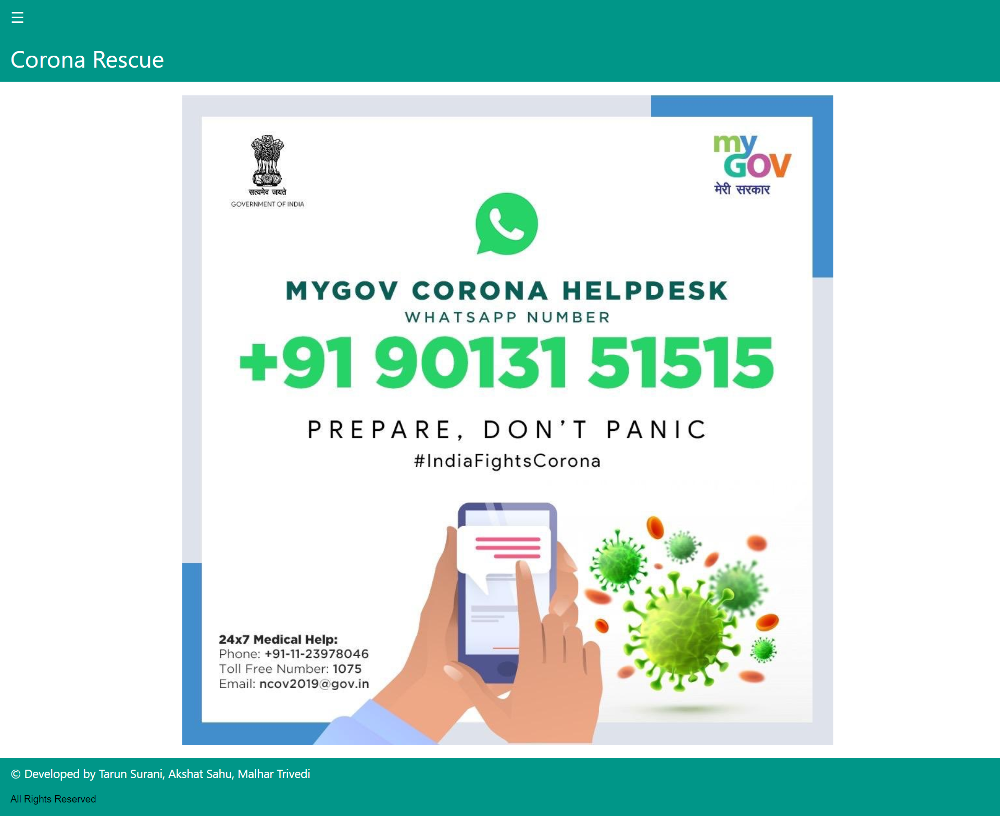 ☰
Corona Rescue
सत्यमेव जयते
GOVERNMENT OF INDIA
my
GOV
मेरी सरकार
MYGOV CORONA HELPDESK
WHATSAPP NUMBER
+91 90131 51515
PREPARE, DON'T PANIC
#IndiaFightsCorona
24x7 Medical Help:
Phone: +91-11-23978046
Toll Free Number: 1075
Email: ncov2019@gov.in
© Developed by Tarun Surani, Akshat Sahu, Malhar Trivedi
All Rights Reserved